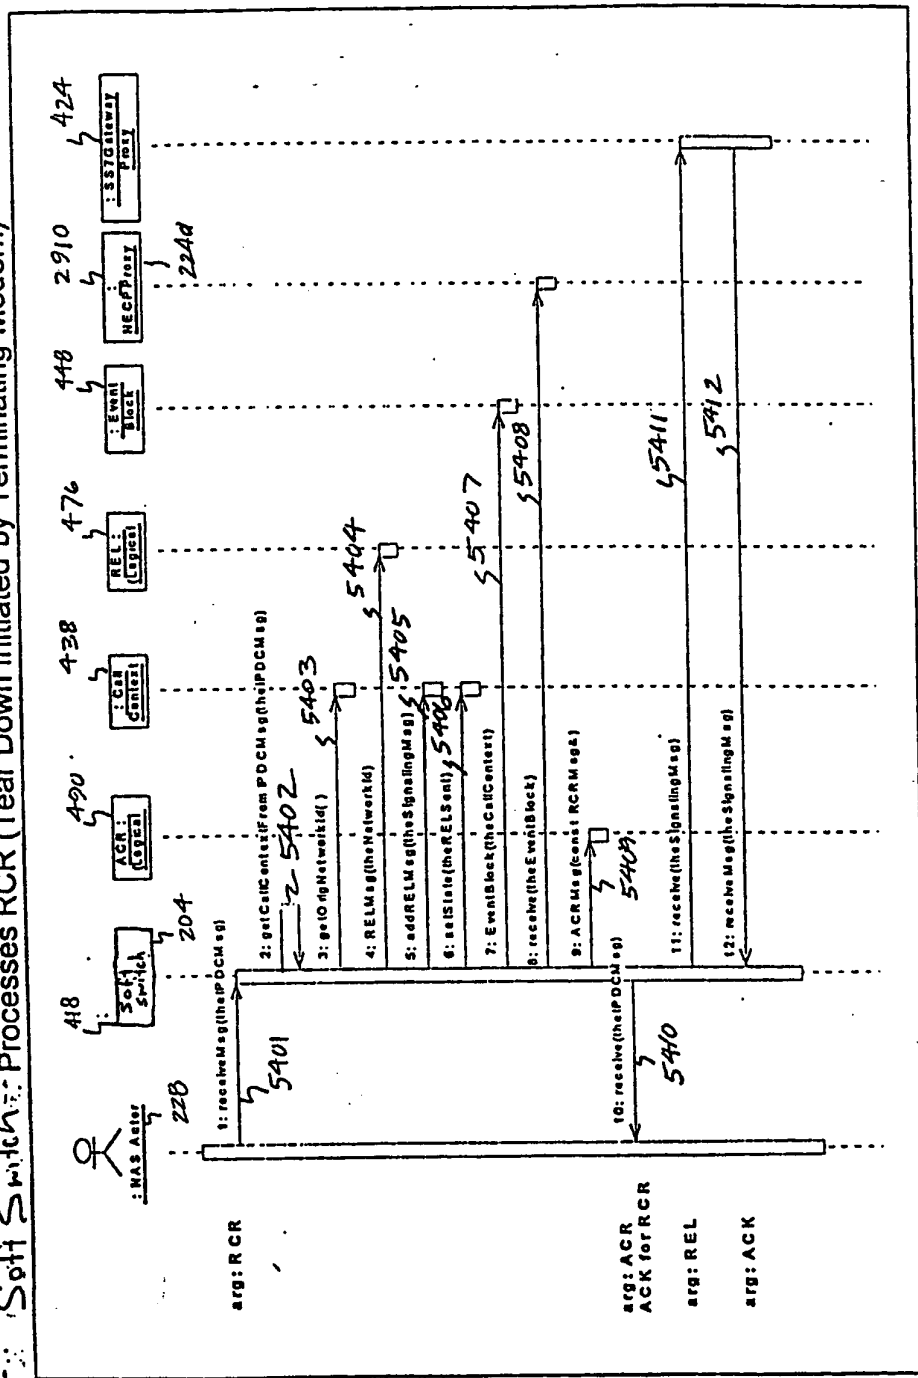 Soft Switch :: Processes RCR (Tear Down Initiated by Terminating Modem)
: NAS Actor
228
418
Soft
Switch
204
490
ACR :
(Logical
438
: Call
Context
476
REL :
(Logical
448
: Event
Block
2910
:
NECP Proxy
224d
424
: SS7 Gateway
Proxy
arg: RCR
1: receiveMsg(theIPDCMsg)
5401
2: getCallContextFromIPDCMsg(theIPDCMsg)
5402
3: getOrigNetworkId( )
5403
4: RELMsg(theNetworkId)
5404
5: addRELMsg(theSignalingMsg)
5405
6: setState(theRELSent)
5406
7: EventBlock(theCallContext)
5407
8: receive(theEventBlock)
5408
9: ACRMsg(const RCRMsg&)
5409
arg: ACR
ACK for RCR
10: receive(theIPDCMsg)
5410
arg: REL
11: receive(theSignalingMsg)
5411
arg: ACK
12: receiveMsg(theSignalingMsg)
5412